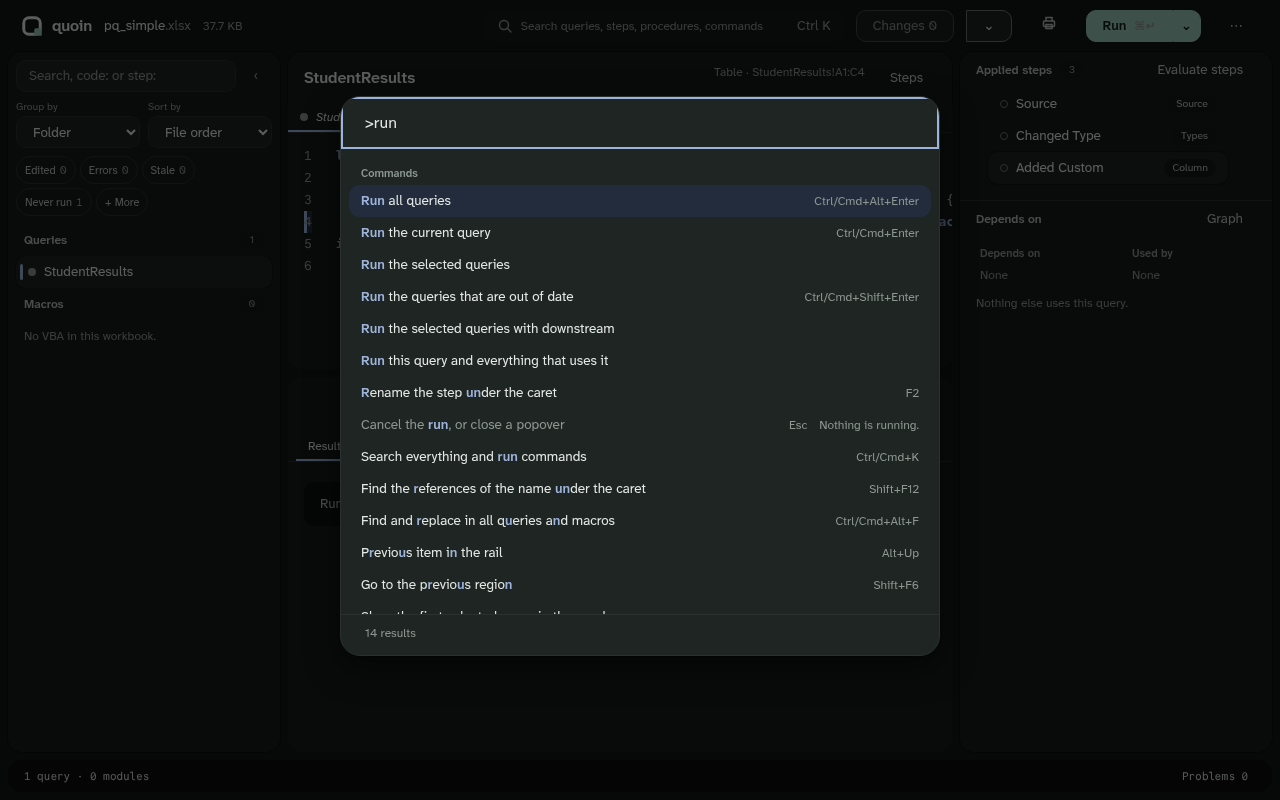 quoin
pq_simple.xlsx 37.7 KB
Search queries, steps, procedures, commands Ctrl K
Changes 0
Run ⌘↵
Search, code: or step:
Group by Sort by
Folder File order
Edited 0 Errors 0 Stale 0
Never run 1 + More
Queries 1
StudentResults
Macros 0
No VBA in this workbook.
StudentResults
Table · StudentResults!A1:C4
Steps
1
2
3
4
5
6
Result
>run
Commands
Run all queries Ctrl/Cmd+Alt+Enter
Run the current query Ctrl/Cmd+Enter
Run the selected queries
Run the queries that are out of date Ctrl/Cmd+Shift+Enter
Run the selected queries with downstream
Run this query and everything that uses it
Rename the step under the caret F2
Cancel the run, or close a popover Esc Nothing is running.
Search everything and run commands Ctrl/Cmd+K
Find the references of the name under the caret Shift+F12
Find and replace in all queries and macros Ctrl/Cmd+Alt+F
Previous item in the rail Alt+Up
Go to the previous region Shift+F6
14 results
Applied steps 3 Evaluate steps
Source Source
Changed Type Types
Added Custom Column
Depends on Graph
Depends on Used by
None None
Nothing else uses this query.
1 query · 0 modules
Problems 0